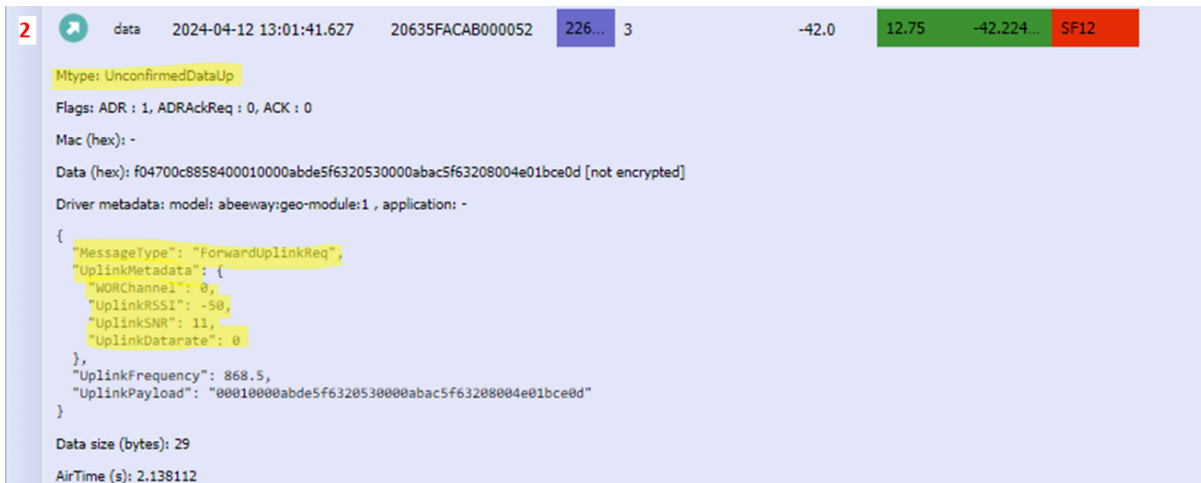 2 data 2024-04-12 13:01:41.627 20635FACAB000052 226... 3 -42.0 12.75 -42.224... SF12
Mtype: UnconfirmedDataUp
Flags: ADR : 1, ADRAckReq : 0, ACK : 0
Mac (hex): -
Data (hex): f04700c8858400010000abde5f6320530000abac5f63208004e01bce0d [not encrypted]
Driver metadata: model: abeeway:geo-module:1 , application: -
{
"MessageType": "ForwardUplinkReq",
"UplinkMetadata": {
"WORChannel": 0,
"UplinkRSSI": -50,
"UplinkSNR": 11,
"UplinkDatarate": 0
},
"UplinkFrequency": 868.5,
"UplinkPayload": "00010000abde5f6320530000abac5f63208004e01bce0d"
}
Data size (bytes): 29
AirTime (s): 2.138112